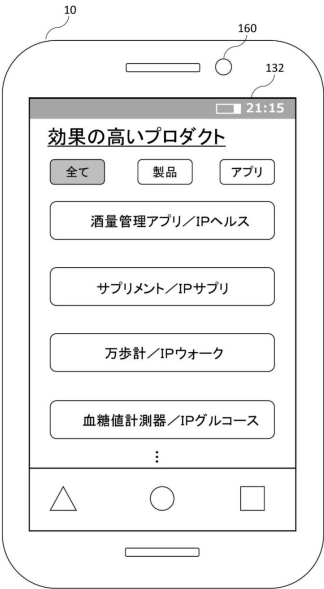 10
160
132
21:15
効果の高いプロダクト
全て 製品 アプリ
酒量管理アプリ／IPヘルス
サプリメント／IPサプリ
万歩計／IPウォーク
血糖値計測器／IPグルコース
⋮